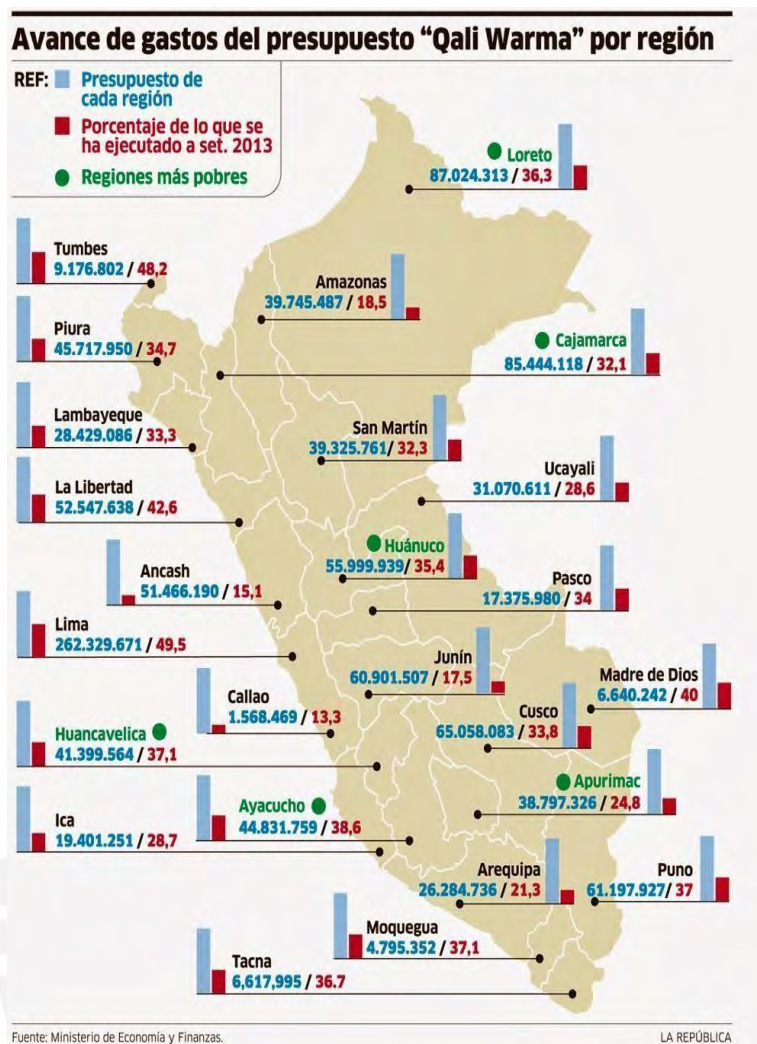 Avance de gastos del presupuesto “Qali Warma” por región
REF:
Presupuesto de
cada región
Porcentaje de lo que se
ha ejecutado a set. 2013
Regiones más pobres
Loreto
87.024.313 / 36,3
Tumbes
9.176.802 / 48,2
Amazonas
39.745.487 / 18,5
Piura
45.717.950 / 34,7
Cajamarca
85.444.118 / 32,1
Lambayeque
28.429.086 / 33,3
San Martín
39.325.761/ 32,3
Ucayali
31.070.611 / 28,6
La Libertad
52.547.638 / 42,6
Huánuco
55.999.939/ 35,4
Ancash
51.466.190 / 15,1
Pasco
17.375.980 / 34
Lima
262.329.671 / 49,5
Junín
60.901.507 / 17,5
Madre de Dios
6.640.242 / 40
Callao
1.568.469 / 13,3
Cusco
65.058.083 / 33,8
Huancavelica
41.399.564 / 37,1
Apurimac
38.797.326 / 24,8
Ayacucho
44.831.759 / 38,6
Ica
19.401.251 / 28,7
Arequipa
26.284.736 / 21,3
Puno
61.197.927/ 37
Moquegua
4.795.352 / 37,1
Tacna
6,617,995 / 36.7
Fuente: Ministerio de Economía y Finanzas.
LA REPÚBLICA